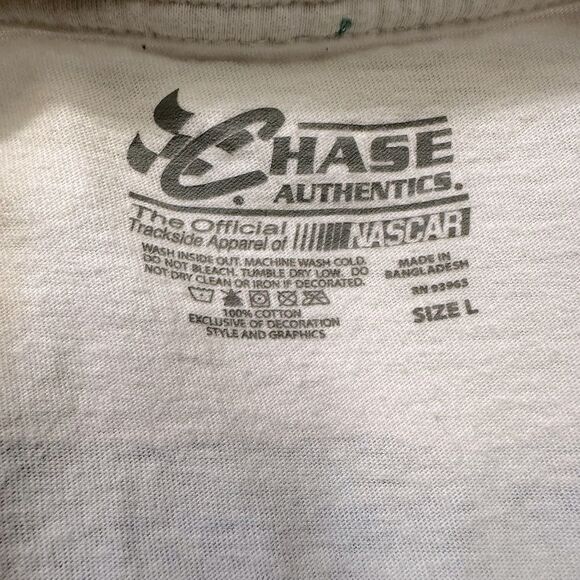 CHASE
AUTHENTICS.
The Official
Trackside Apparel of NASCAR
WASH INSIDE OUT. MACHINE WASH COLD.
DO NOT BLEACH. TUMBLE DRY LOW. DO
NOT DRY CLEAN OR IRON IF DECORATED.
100% COTTON
EXCLUSIVE OF DECORATION
STYLE AND GRAPHICS
MADE IN
BANGLADESH
RN 93965
SIZE L